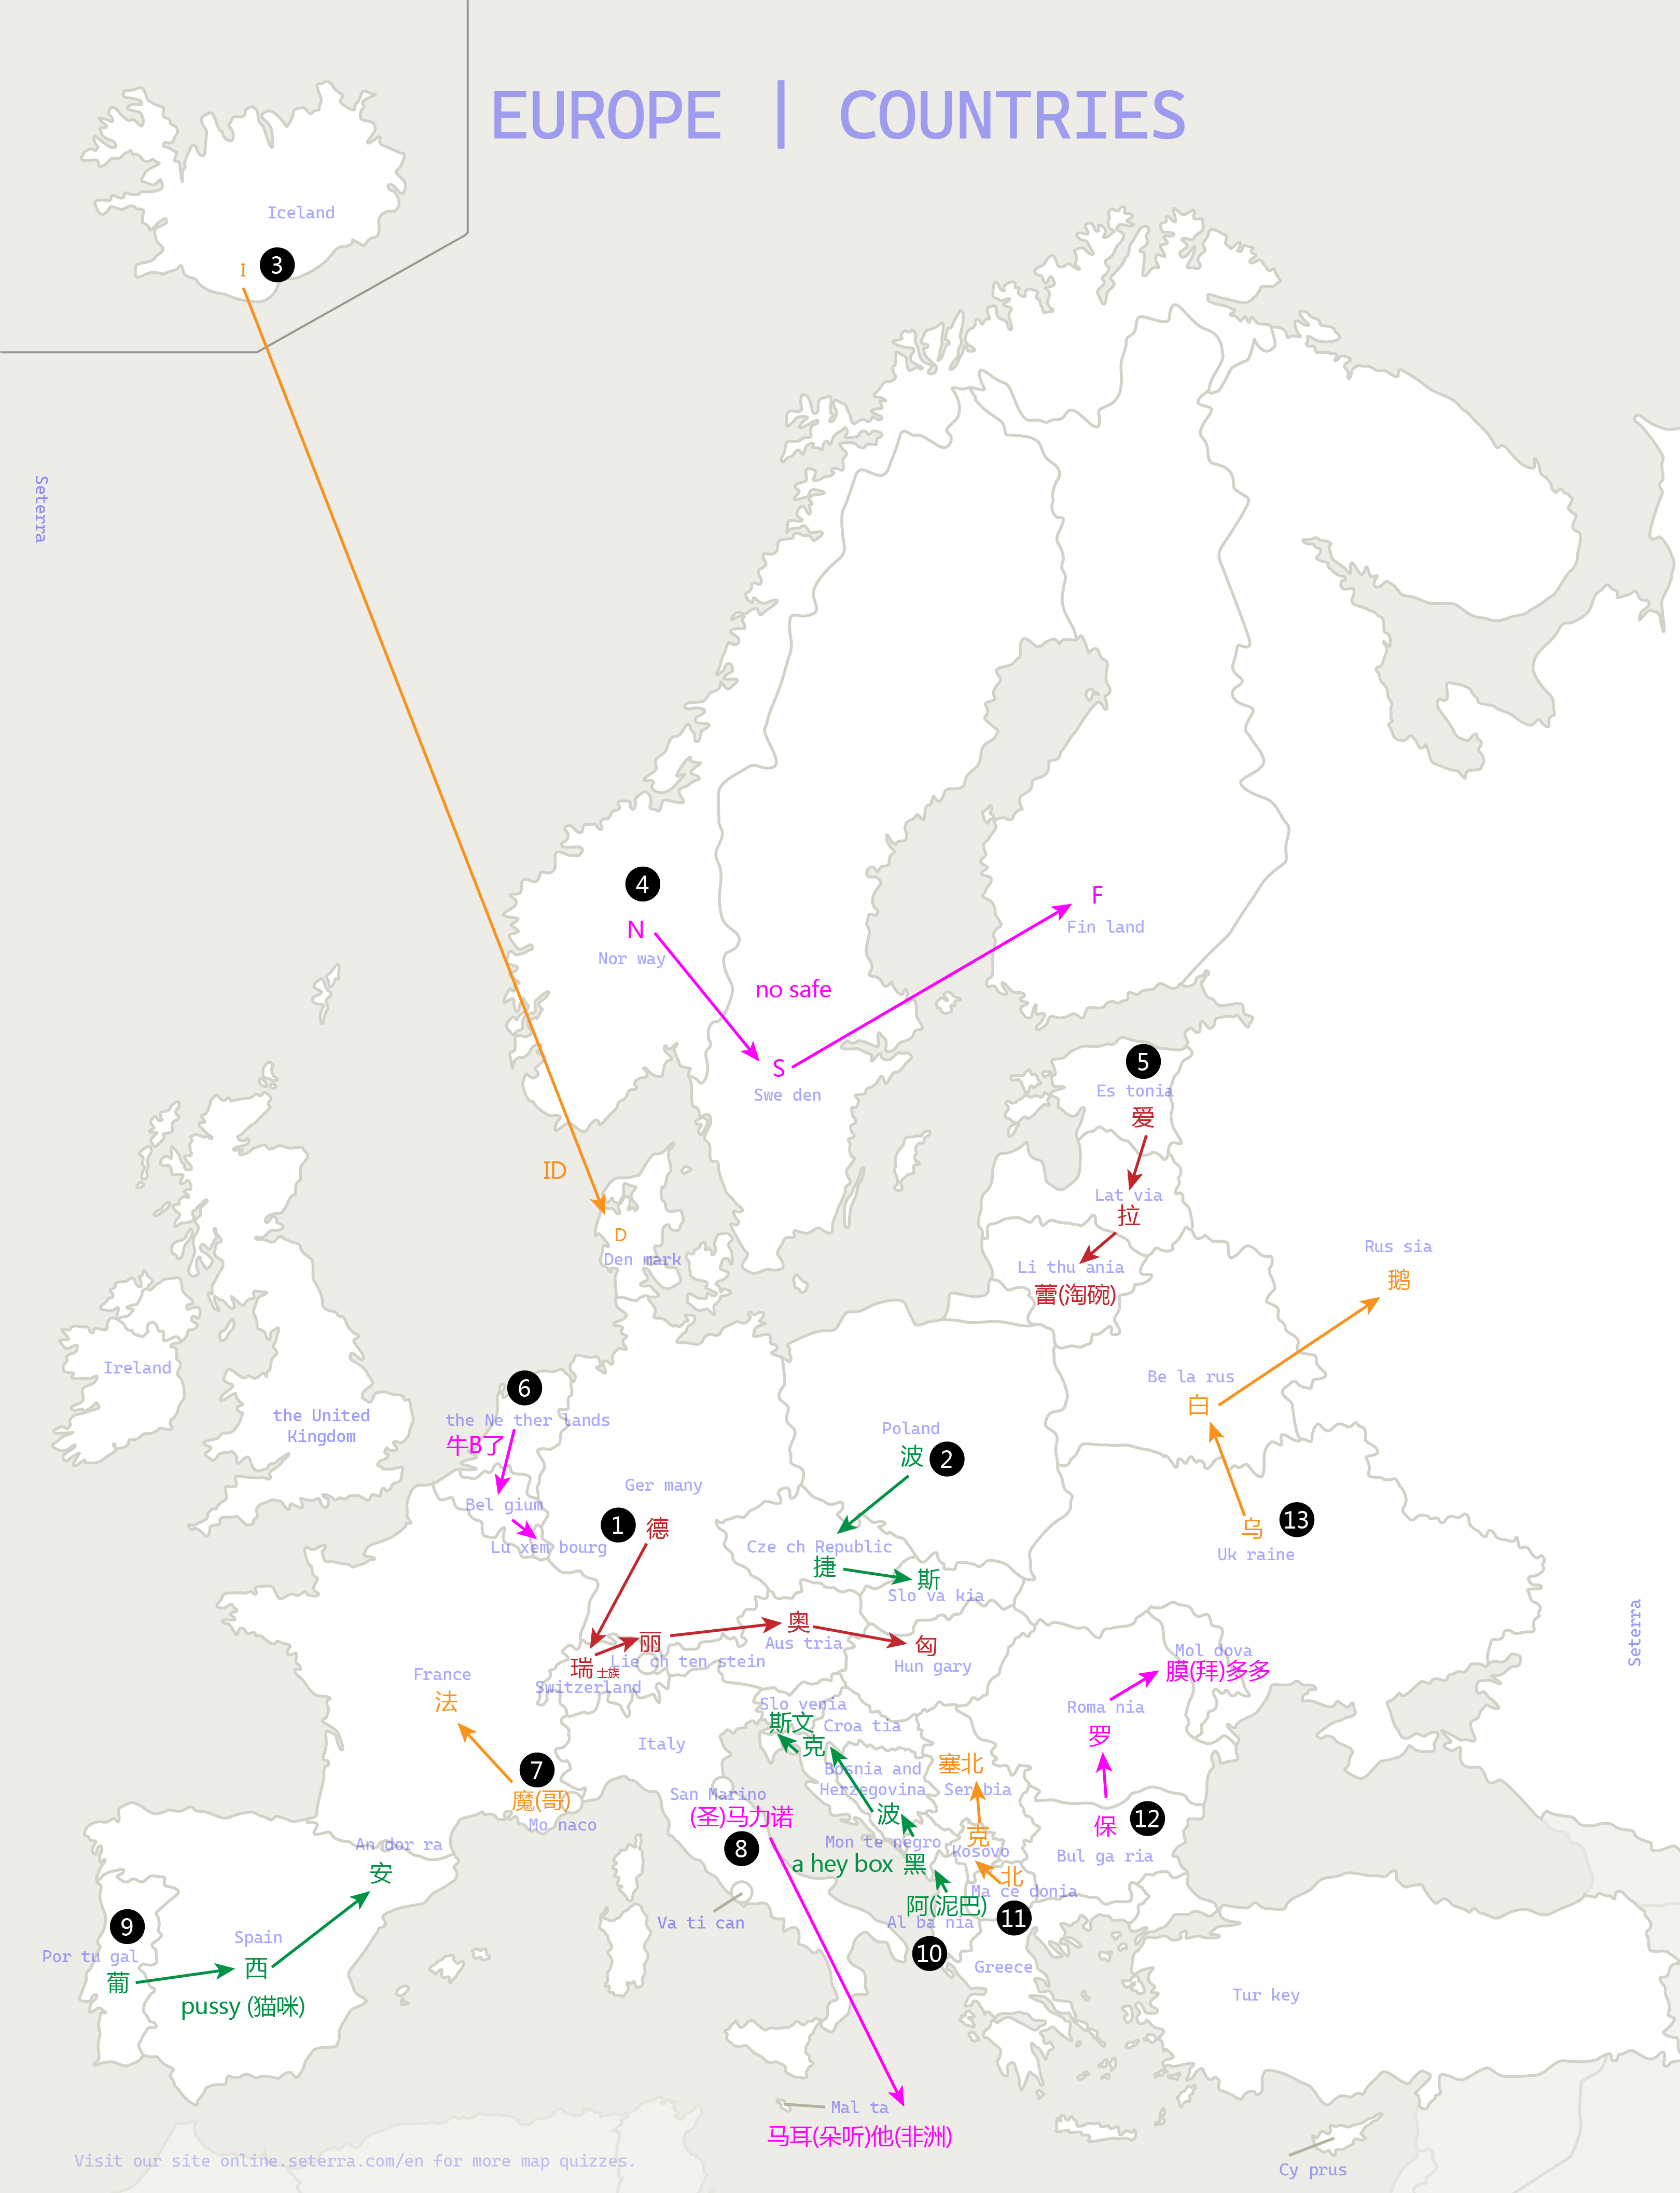 EUROPE | COUNTRIES
Iceland
I
3
Seterra
4
N
Nor way
F
Fin land
no safe
S
Swe den
5
Es tonia
爱
Lat via
拉
Li thu ania
蕾(淘碗)
ID
D
Den mark
Rus sia
鹅
Be la rus
白
乌
13
Uk raine
Ireland
the United
Kingdom
6
the Ne ther lands
牛B了
Bel gium
Lu xem bourg
Ger many
1
德
Poland
波
2
Cze ch Republic
捷
斯
Slo va kia
奥
Aus tria
匈
Hun gary
丽
Lie ch ten stein
瑞士族
Switzerland
Seterra
Mol dova
膜(拜)多多
Roma nia
罗
保
12
Bul ga ria
France
法
7
魔(哥)
Mo naco
Italy
Slo venia
斯文
Croa tia
克
Bosnia and
Herzegovina
波
塞北
Ser bia
San Marino
(圣)马力诺
8
克
Kosovo
Mon te negro
a hey box 黑
北
Ma ce donia
11
阿(泥巴)
Al ba nia
10
Va ti can
An dor ra
安
9
Por tu gal
葡
Spain
西
pussy (猫咪)
Greece
Tur key
Mal ta
马耳(朵听)他(非洲)
Cy prus
Visit our site online.seterra.com/en for more map quizzes.